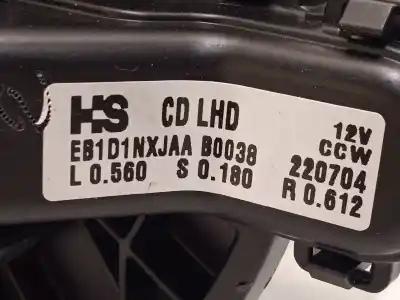 HS CD LHD 12V
EB1D1NXJAA B0038 CCW
L 0.560 S 0.180 220704
R 0.612